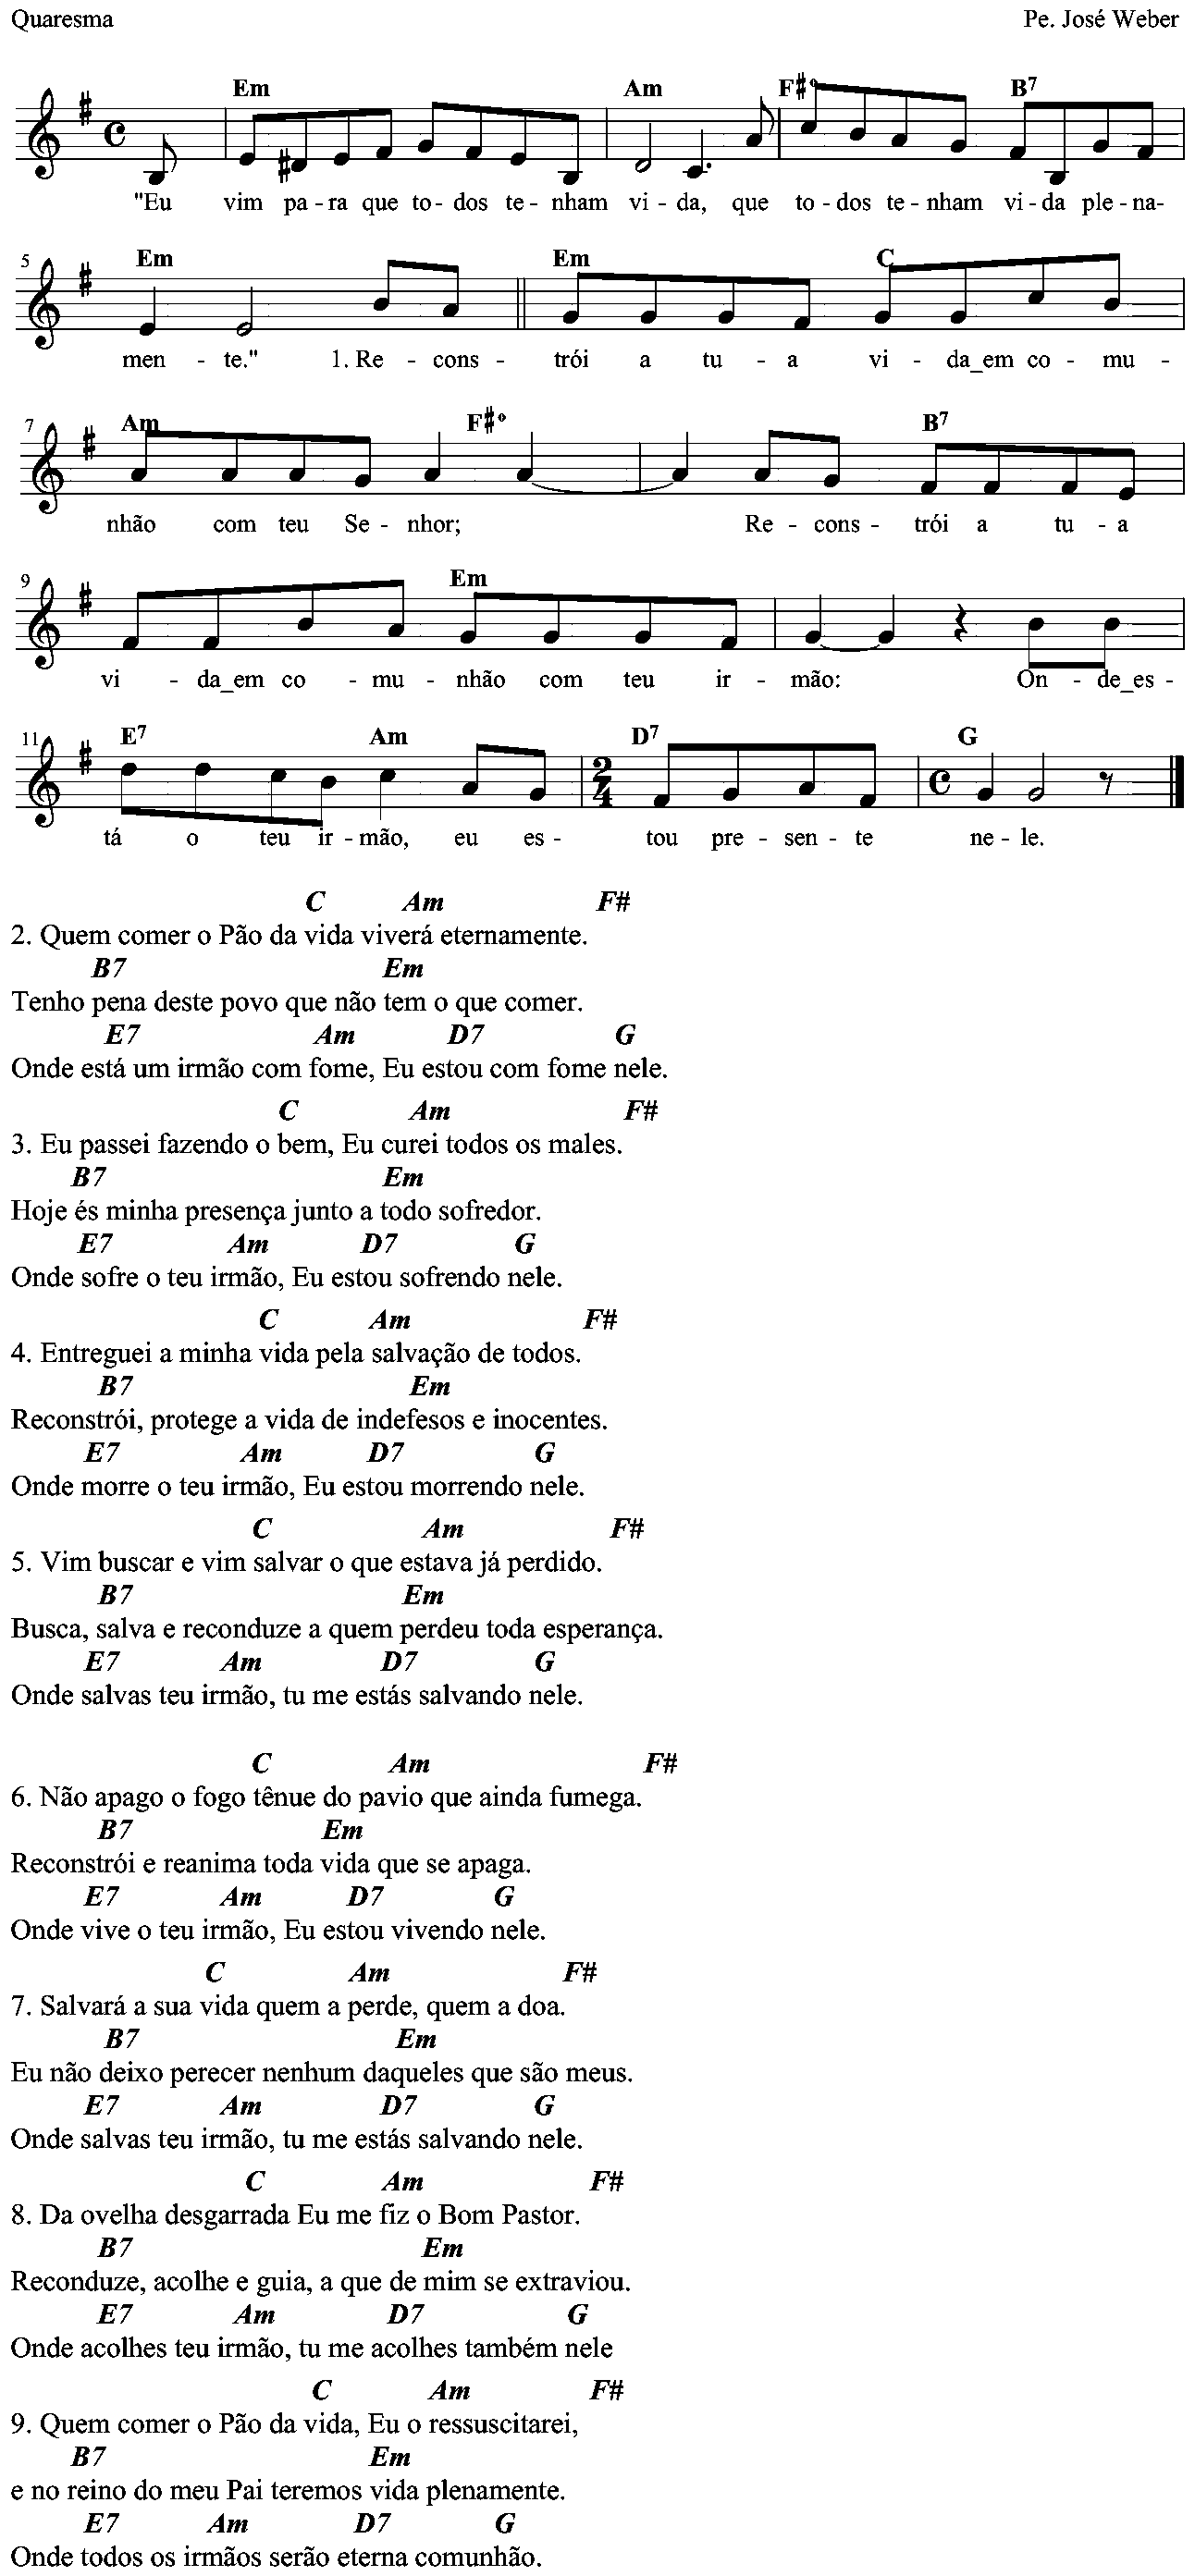 Quaresma Pe. José Weber
Em Am F#° B7
"Eu vim pa-ra que to-dos te-nham vi-da, que to-dos te-nham vi-da ple-na-
5 Em Em C
men-te." 1. Re-cons-trói a tu-a vi-da_em co-mu-
7 Am F#° B7
nhão com teu Se-nhor; Re-cons-trói a tu-a
9 Em
vi-da_em co-mu-nhão com teu ir-mão: On-de_es-
11 E7 Am D7 G
tá o teu ir-mão, eu es-tou pre-sen-te ne-le.
C Am F#
2. Quem comer o Pão da vida viverá eternamente.
B7 Em
Tenho pena deste povo que não tem o que comer.
E7 Am D7 G
Onde está um irmão com fome, Eu estou com fome nele.
C Am F#
3. Eu passei fazendo o bem, Eu curei todos os males.
B7 Em
Hoje és minha presença junto a todo sofredor.
E7 Am D7 G
Onde sofre o teu irmão, Eu estou sofrendo nele.
C Am F#
4. Entreguei a minha vida pela salvação de todos.
B7 Em
Reconstrói, protege a vida de indefesos e inocentes.
E7 Am D7 G
Onde morre o teu irmão, Eu estou morrendo nele.
C Am F#
5. Vim buscar e vim salvar o que estava já perdido.
B7 Em
Busca, salva e reconduze a quem perdeu toda esperança.
E7 Am D7 G
Onde salvas teu irmão, tu me estás salvando nele.
C Am F#
6. Não apago o fogo tênue do pavio que ainda fumega.
B7 Em
Reconstrói e reanima toda vida que se apaga.
E7 Am D7 G
Onde vive o teu irmão, Eu estou vivendo nele.
C Am F#
7. Salvará a sua vida quem a perde, quem a doa.
B7 Em
Eu não deixo perecer nenhum daqueles que são meus.
E7 Am D7 G
Onde salvas teu irmão, tu me estás salvando nele.
C Am F#
8. Da ovelha desgarrada Eu me fiz o Bom Pastor.
B7 Em
Reconduze, acolhe e guia, a que de mim se extraviou.
E7 Am D7 G
Onde acolhes teu irmão, tu me acolhes também nele
C Am F#
9. Quem comer o Pão da vida, Eu o ressuscitarei,
B7 Em
e no reino do meu Pai teremos vida plenamente.
E7 Am D7 G
Onde todos os irmãos serão eterna comunhão.